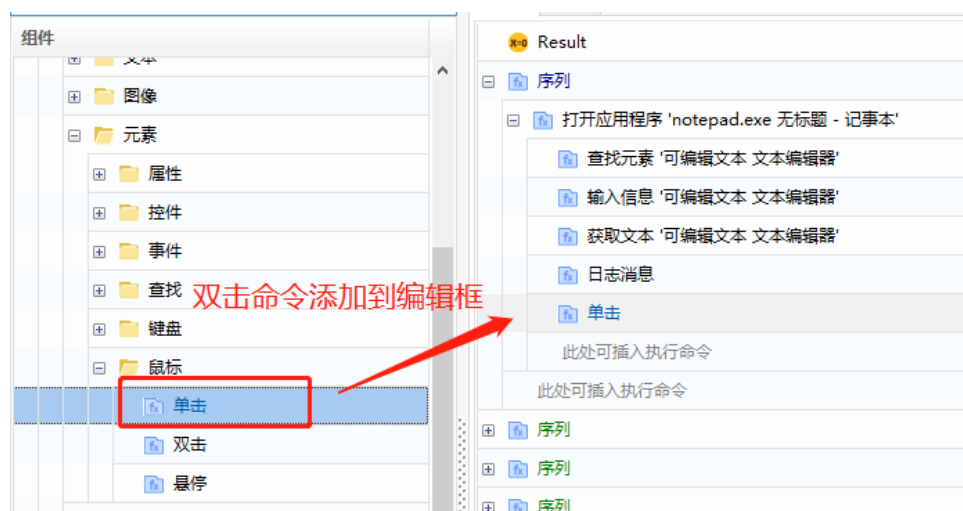 组件
文本
图像
元素
属性
控件
事件
查找
键盘
鼠标
单击
双击
悬停
双击命令添加到编辑框
X=0 Result
序列
打开应用程序 'notepad.exe 无标题 - 记事本'
查找元素 '可编辑文本 文本编辑器'
输入信息 '可编辑文本 文本编辑器'
获取文本 '可编辑文本 文本编辑器'
日志消息
单击
此处可插入执行命令
此处可插入执行命令
序列
序列
序列